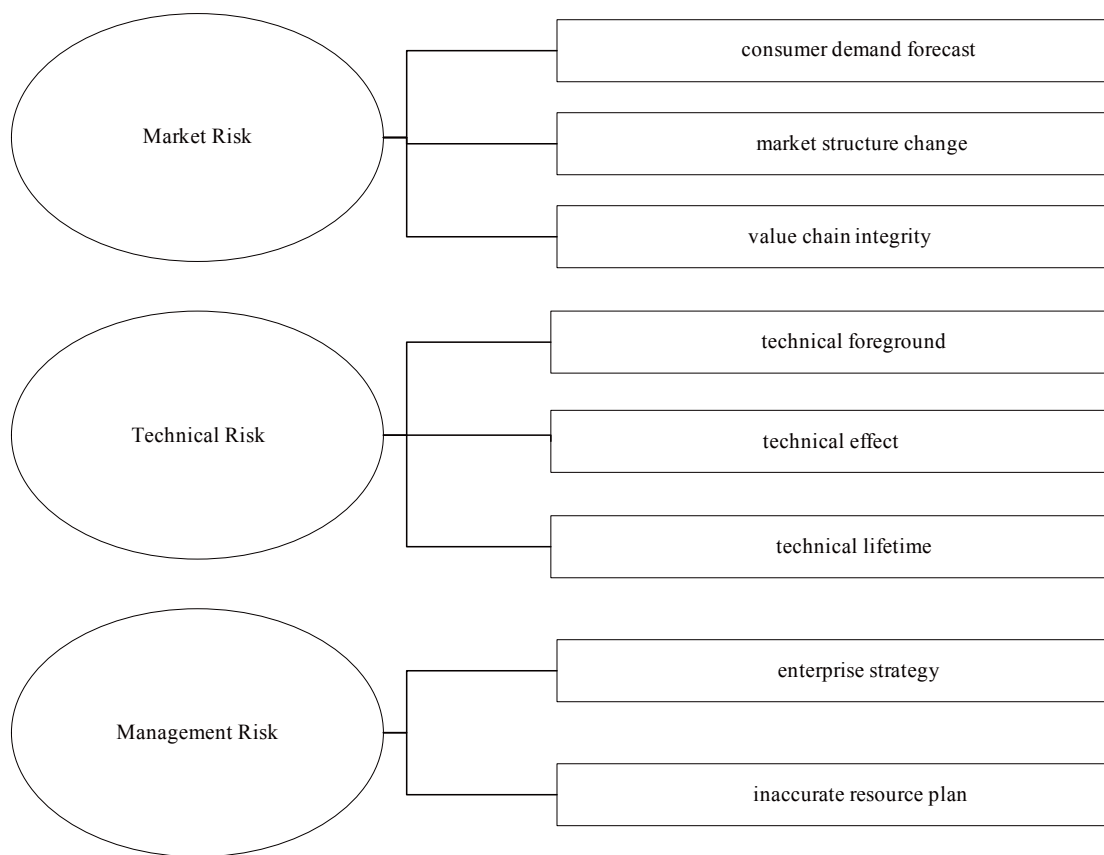 Market Risk
consumer demand forecast
market structure change
value chain integrity
Technical Risk
technical foreground
technical effect
technical lifetime
Management Risk
enterprise strategy
inaccurate resource plan